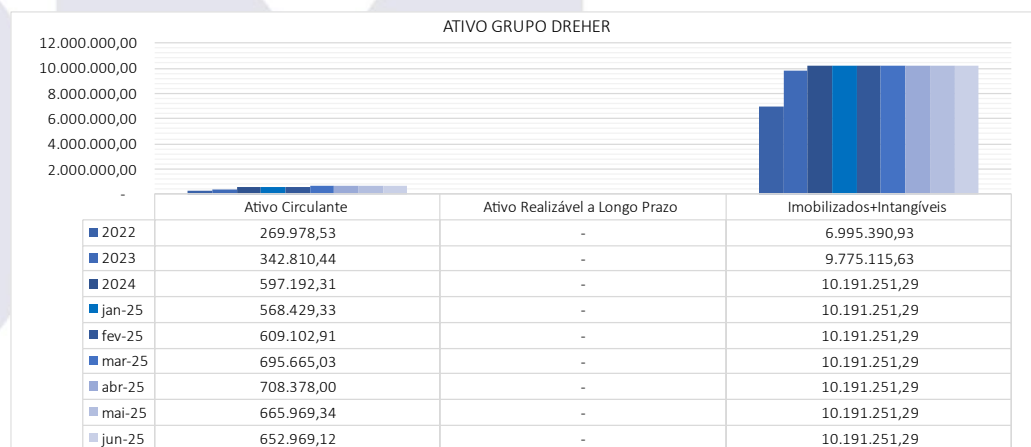 ATIVO GRUPO DREHER
12.000.000,00
10.000.000,00
8.000.000,00
6.000.000,00
4.000.000,00
2.000.000,00
-
Ativo Circulante Ativo Realizável a Longo Prazo Imobilizados+Intangíveis
2022 269.978,53 - 6.995.390,93
2023 342.810,44 - 9.775.115,63
2024 597.192,31 - 10.191.251,29
jan-25 568.429,33 - 10.191.251,29
fev-25 609.102,91 - 10.191.251,29
mar-25 695.665,03 - 10.191.251,29
abr-25 708.378,00 - 10.191.251,29
mai-25 665.969,34 - 10.191.251,29
jun-25 652.969,12 - 10.191.251,29